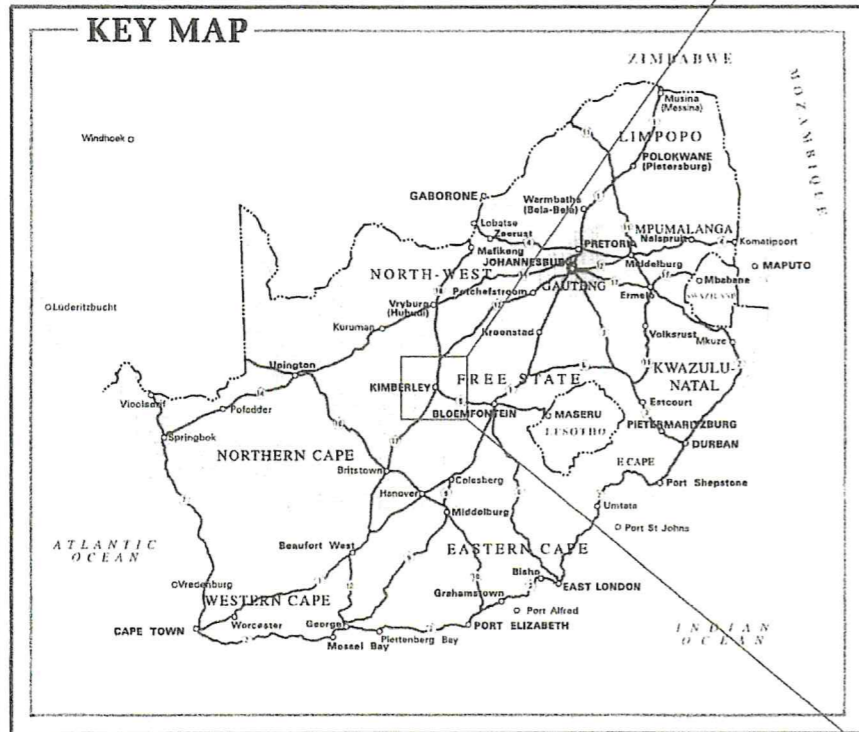 KEY MAP
ZIMBABWE
MOZAMBIQUE
Musina
(Messina)
Windhoek
LIMPOPO
POLOKWANE
(Pietersburg)
GABORONE
Warmbaths
(Bela-Bela)
Lobatse
Zeerust
MPUMALANGA
Nelspruit
Komatipoort
Mafikeng
PRETORIA
JOHANNESBURG
Middelburg
MAPUTO
NORTH-WEST
Potchefstroom
GAUTENG
Mbabane
Ermelo
SWAZILAND
Lüderitzbucht
Vryburg
(Hubudi)
Kuruman
Kroonstad
Volksrust
Mkuze
Upington
KIMBERLEY
FREE STATE
KWAZULU-
NATAL
Vioolsdrif
Pofadder
BLOEMFONTEIN
MASERU
Estcourt
LESOTHO
PIETERMARITZBURG
Springbok
DURBAN
NORTHERN CAPE
E CAPE
Britstown
Colesberg
Port Shepstone
Hanover
Middelburg
Umtata
Port St Johns
ATLANTIC
OCEAN
Beaufort West
EASTERN CAPE
Vredenburg
Bisho
EAST LONDON
WESTERN CAPE
Grahamstown
Port Alfred
CAPE TOWN
Worcester
George
PORT ELIZABETH
Mossel Bay
Plettenberg Bay
INDIAN
OCEAN